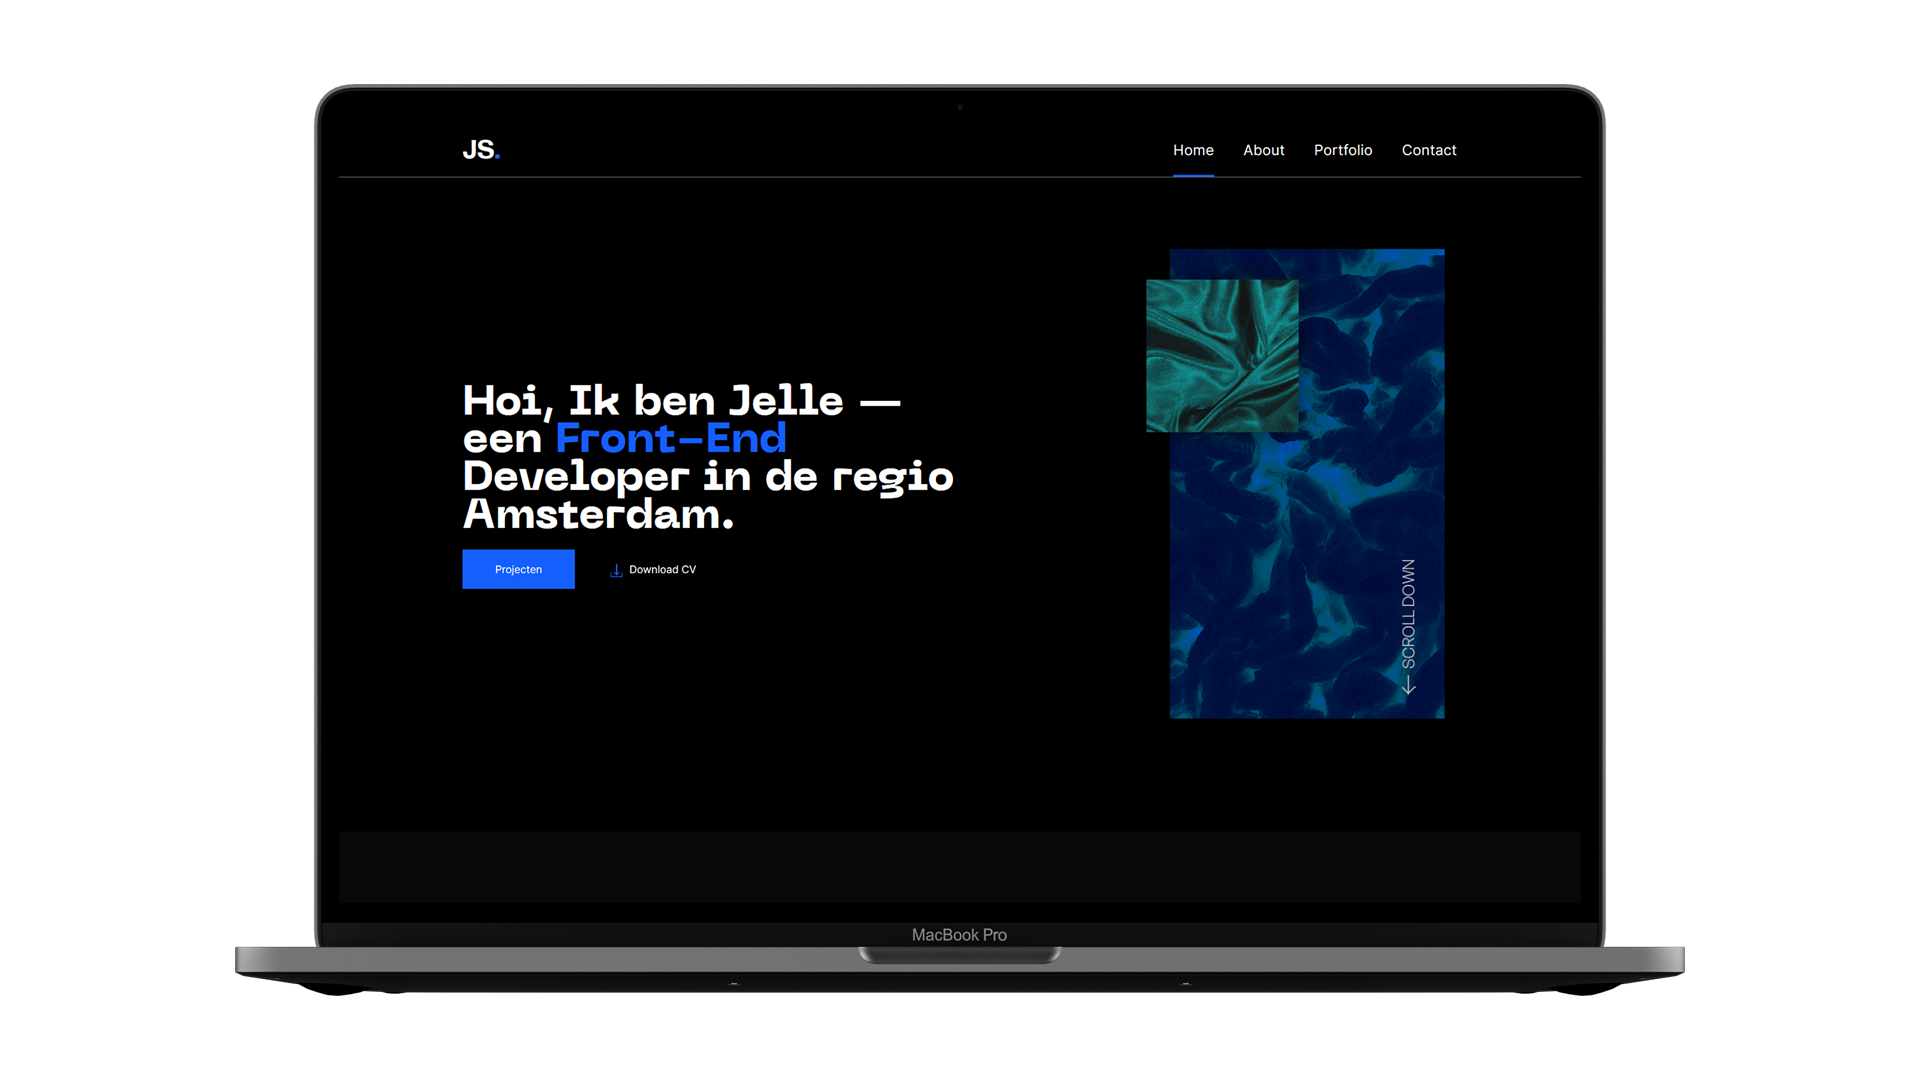 JS.
Home About Portfolio Contact
Hoi, Ik ben Jelle —
een Front-End
Developer in de regio
Amsterdam.
Projecten Download CV
SCROLL DOWN
MacBook Pro